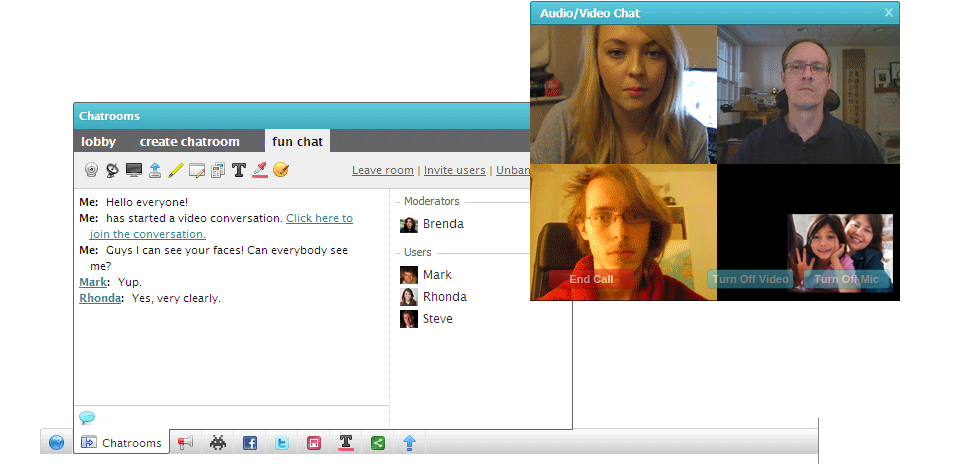 Audio/Video Chat X
Chatrooms
lobby create chatroom fun chat
Leave room | Invite users | Unban
Me: Hello everyone!
Me: has started a video conversation. Click here to
join the conversation.
Me: Guys I can see your faces! Can everybody see
me?
Mark: Yup.
Rhonda: Yes, very clearly.
Moderators
Brenda
Users
Mark
Rhonda
Steve
End Call Turn Off Video Turn Off Mic
Chatrooms